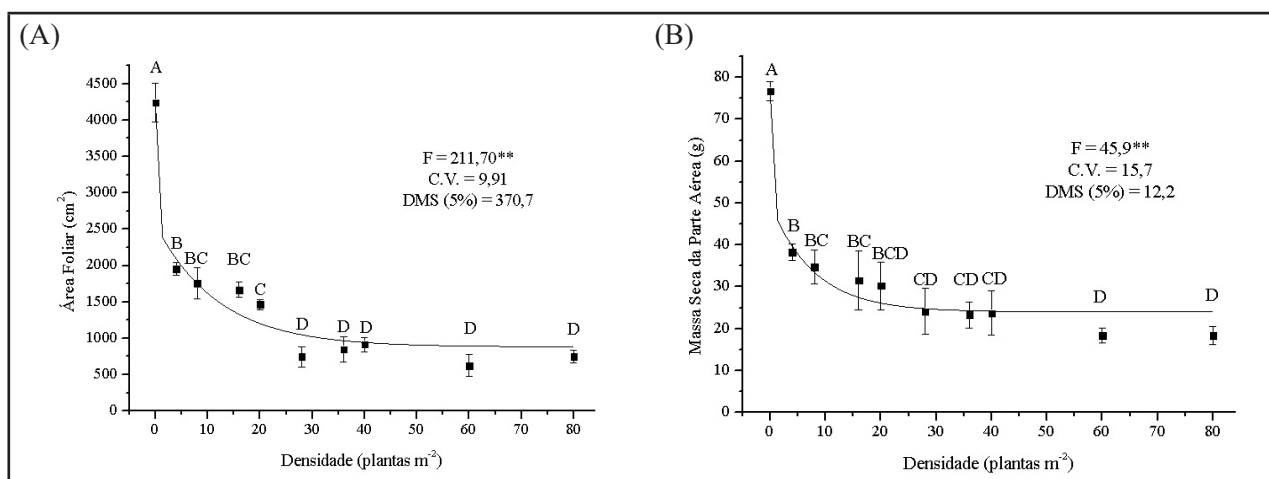 (A)
Área Foliar (cm²)
4500
4000
3500
3000
2500
2000
1500
1000
500
0
A
B
BC
BC
C
D
D
D
D
D
F = 211,70**
C.V. = 9,91
DMS (5%) = 370,7
0 10 20 30 40 50 60 70 80
Densidade (plantas m⁻²)
(B)
Massa Seca da Parte Aérea (g)
80
70
60
50
40
30
20
10
0
A
B
BC
BC
BCD
CD
CD
CD
D
D
F = 45,9**
C.V. = 15,7
DMS (5%) = 12,2
0 10 20 30 40 50 60 70 80
Densidade (plantas m⁻²)